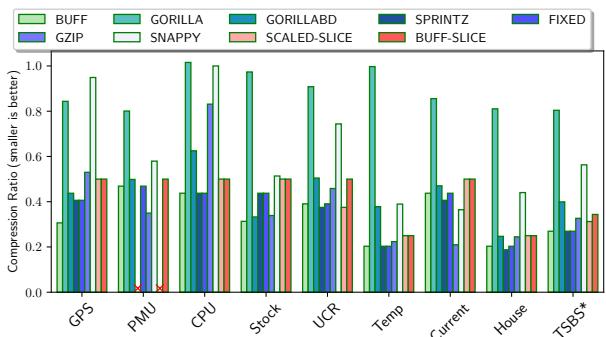 BUFF GORILLA GORILLABD SPRINTZ FIXED
GZIP SNAPPY SCALED-SLICE BUFF-SLICE
Compression Ratio (smaller is better)
1.0
0.8
0.6
0.4
0.2
0.0
GPS PMU CPU Stock UCR Temp Current House TSBS*